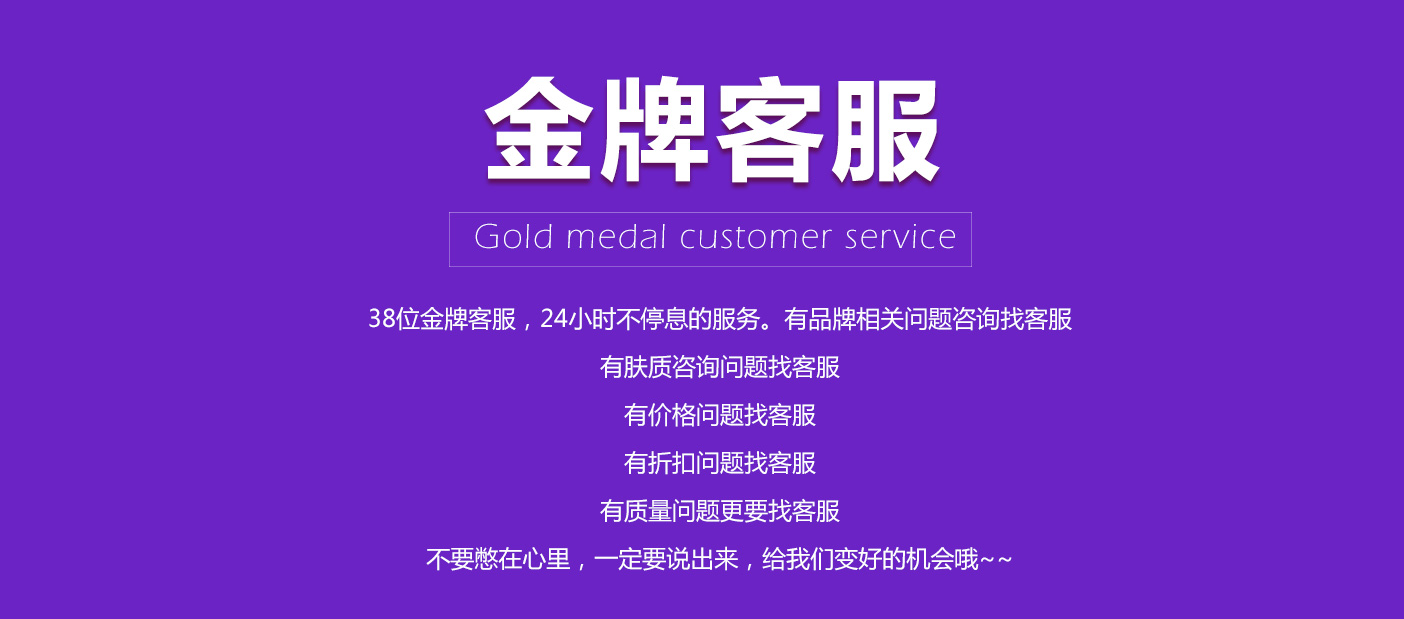 金牌客服
Gold medal customer service
38位金牌客服，24小时不停息的服务。有品牌相关问题咨询找客服
有肤质咨询问题找客服
有价格问题找客服
有折扣问题找客服
有质量问题更要找客服
不要憋在心里，一定要说出来，给我们变好的机会哦~~